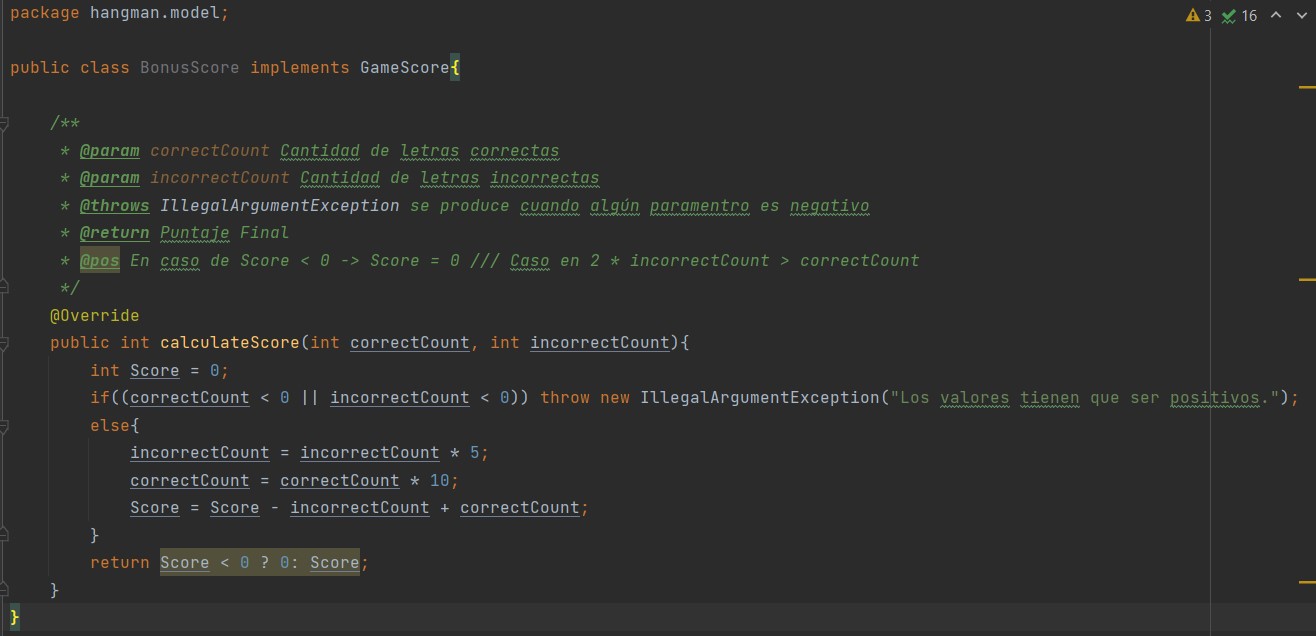 package hangman.model;
3 16
public class BonusScore implements GameScore{
/**
* @param correctCount Cantidad de letras correctas
* @param incorrectCount Cantidad de letras incorrectas
* @throws IllegalArgumentException se produce cuando algún paramentro es negativo
* @return Puntaje Final
* @pos En caso de Score < 0 -> Score = 0 /// Caso en 2 * incorrectCount > correctCount
*/
@Override
public int calculateScore(int correctCount, int incorrectCount){
int Score = 0;
if((correctCount < 0 || incorrectCount < 0)) throw new IllegalArgumentException("Los valores tienen que ser positivos.");
else{
incorrectCount = incorrectCount * 5;
correctCount = correctCount * 10;
Score = Score - incorrectCount + correctCount;
}
return Score < 0 ? 0: Score;
}
}